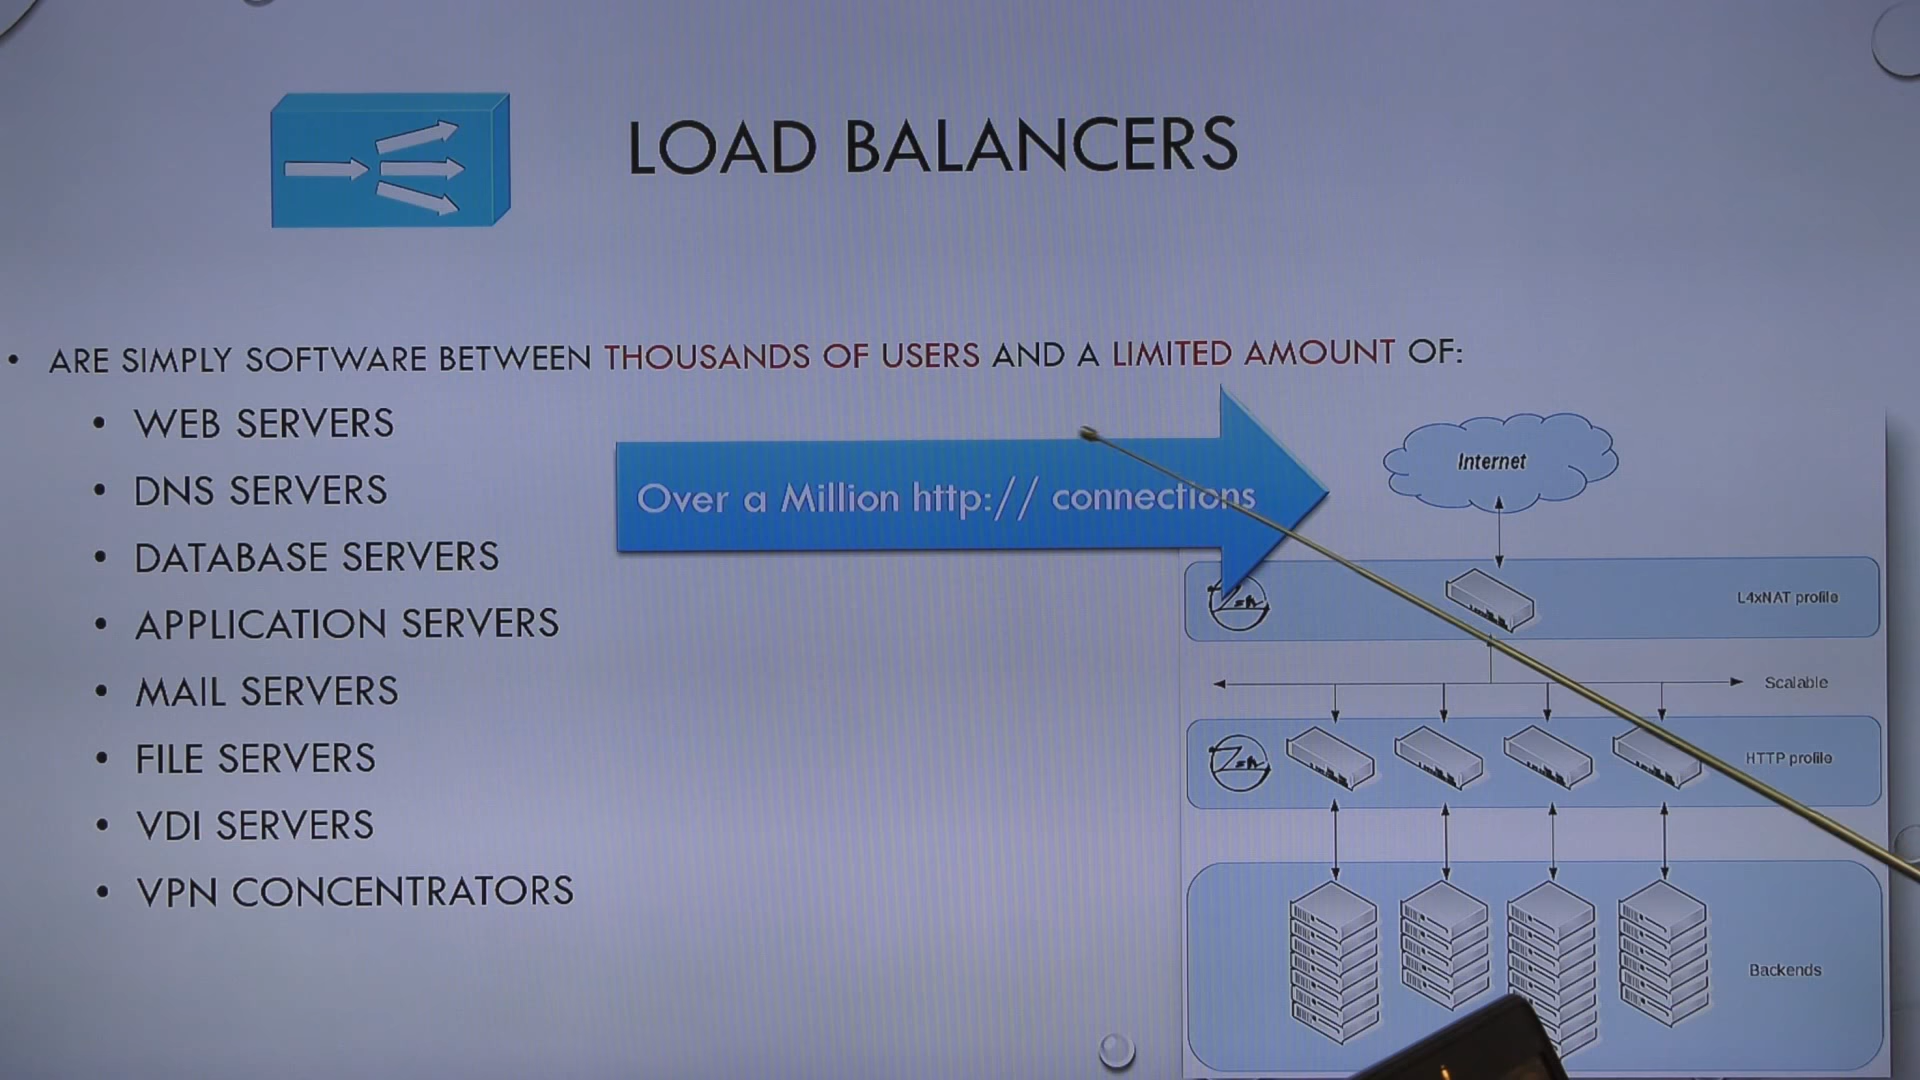 LOAD BALANCERS
• ARE SIMPLY SOFTWARE BETWEEN THOUSANDS OF USERS AND A LIMITED AMOUNT OF:
• WEB SERVERS
• DNS SERVERS
• DATABASE SERVERS
• APPLICATION SERVERS
• MAIL SERVERS
• FILE SERVERS
• VDI SERVERS
• VPN CONCENTRATORS
Over a Million http:// connections
Internet
L4xNAT profile
Scalable
Zen
HTTP profile
Backends